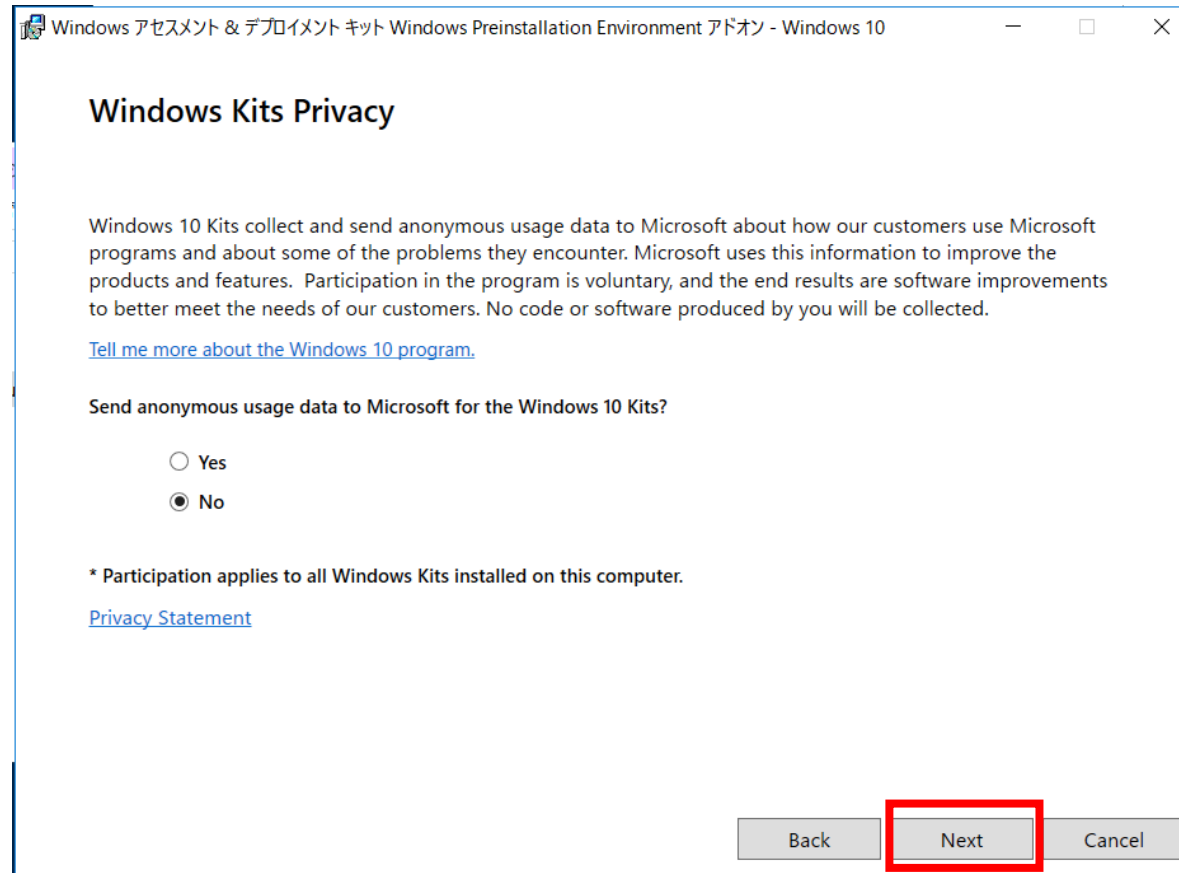 Windows アセスメント & デプロイメント キット Windows Preinstallation Environment アドオン - Windows 10
Windows Kits Privacy
Windows 10 Kits collect and send anonymous usage data to Microsoft about how our customers use Microsoft
programs and about some of the problems they encounter. Microsoft uses this information to improve the
products and features.  Participation in the program is voluntary, and the end results are software improvements
to better meet the needs of our customers. No code or software produced by you will be collected.
Tell me more about the Windows 10 program.
Send anonymous usage data to Microsoft for the Windows 10 Kits?
Yes
No
* Participation applies to all Windows Kits installed on this computer.
Privacy Statement
Back Next Cancel